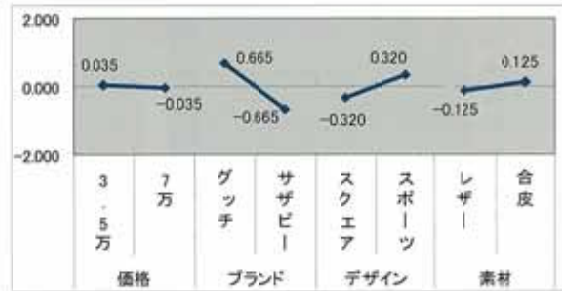 2.000
0.000
-2.000
0.035
-0.035
0.665
-0.665
-0.320
0.320
-0.125
0.125
3.5万
7万
グッチ
サザビー
スクエア
スポーツ
レザー
合皮
価格
ブランド
デザイン
素材